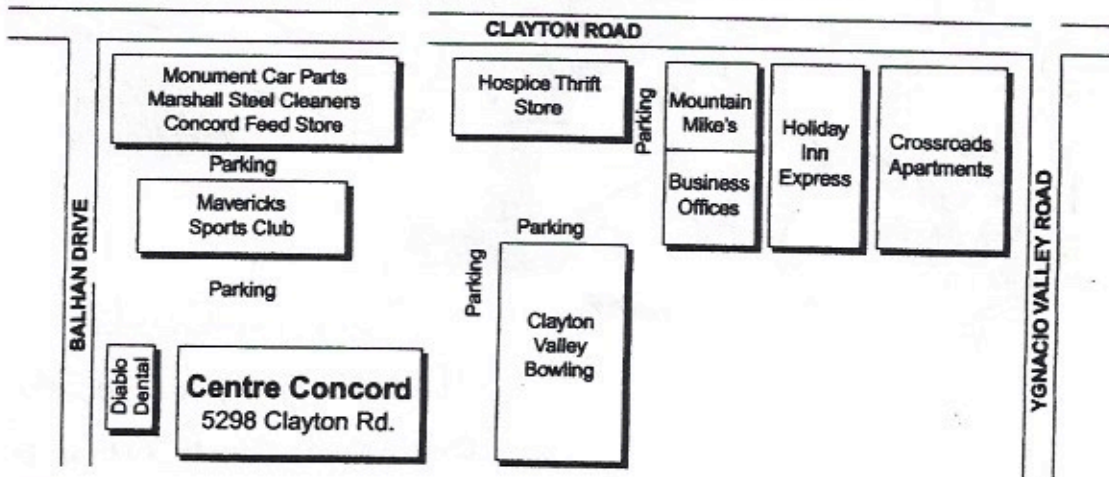 CLAYTON ROAD
BALHAN DRIVE
Monument Car Parts
Marshall Steel Cleaners
Concord Feed Store
Parking
Mavericks
Sports Club
Parking
Diablo
Dental
Centre Concord
5298 Clayton Rd.
Hospice Thrift
Store
Parking
Parking
Parking
Clayton
Valley
Bowling
Mountain
Mike's
Business
Offices
Holiday
Inn
Express
Crossroads
Apartments
YGNACIO VALLEY ROAD